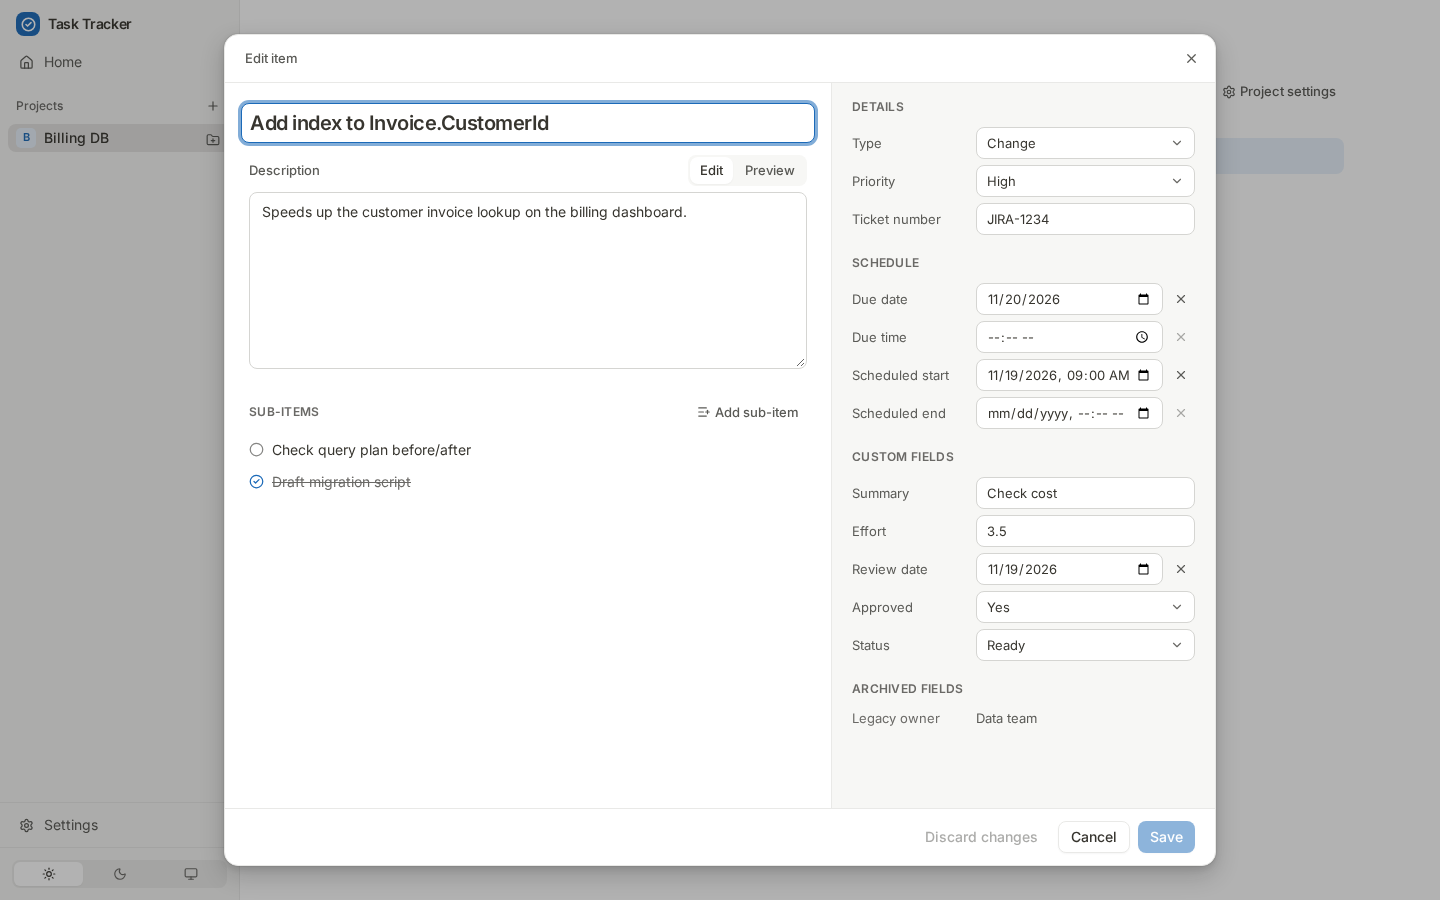 Task Tracker
Home
Projects
B Billing DB
Settings
Project settings
Edit item
Add index to Invoice.CustomerId
Description
Edit Preview
Speeds up the customer invoice lookup on the billing dashboard.
SUB-ITEMS
Add sub-item
Check query plan before/after
Draft migration script
DETAILS
Type Change
Priority High
Ticket number JIRA-1234
SCHEDULE
Due date 11/20/2026
Due time --:-- --
Scheduled start 11/19/2026, 09:00 AM
Scheduled end mm/dd/yyyy, --:-- --
CUSTOM FIELDS
Summary Check cost
Effort 3.5
Review date 11/19/2026
Approved Yes
Status Ready
ARCHIVED FIELDS
Legacy owner Data team
Discard changes Cancel Save